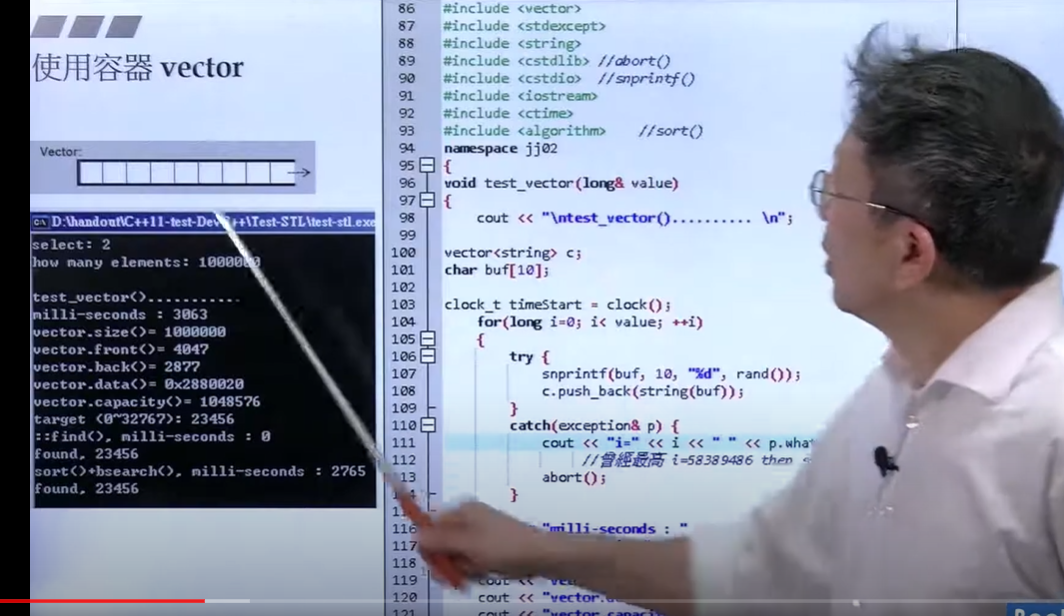 使用容器 vector
Vector:
D:\handout\C++11-test-DevC++\Test-STL\test-stl.exe
select: 2
how many elements: 1000000
test_vector()..........
milli-seconds : 3063
vector.size()= 1000000
vector.front()= 4047
vector.back()= 2877
vector.data()= 0x2880020
vector.capacity()= 1048576
target (0~32767): 23456
::find(), milli-seconds : 0
found, 23456
sort()+bsearch(), milli-seconds : 2765
found, 23456
86 #include <vector>
87 #include <stdexcept>
88 #include <string>
89 #include <cstdlib> //abort()
90 #include <cstdio> //snprintf()
91 #include <iostream>
92 #include <ctime>
93 #include <algorithm> //sort()
94 namespace jj02
95 {
96 void test_vector(long& value)
97 {
98 cout << "\ntest_vector().......... \n";
100 vector<string> c;
101 char buf[10];
103 clock_t timeStart = clock();
104 for(long i=0; i< value; ++i)
105 {
106 try {
107 snprintf(buf, 10, "%d", rand());
108 c.push_back(string(buf));
109 }
110 catch(exception& p) {
111 cout << "i=" << i << " " << p.what
112 //曾經最高 i=58389486 then
113 abort();
114 }
116 "milli-seconds : "
117
119 cout <<
120 cout << "vector.
121 cout << "vector.capacity